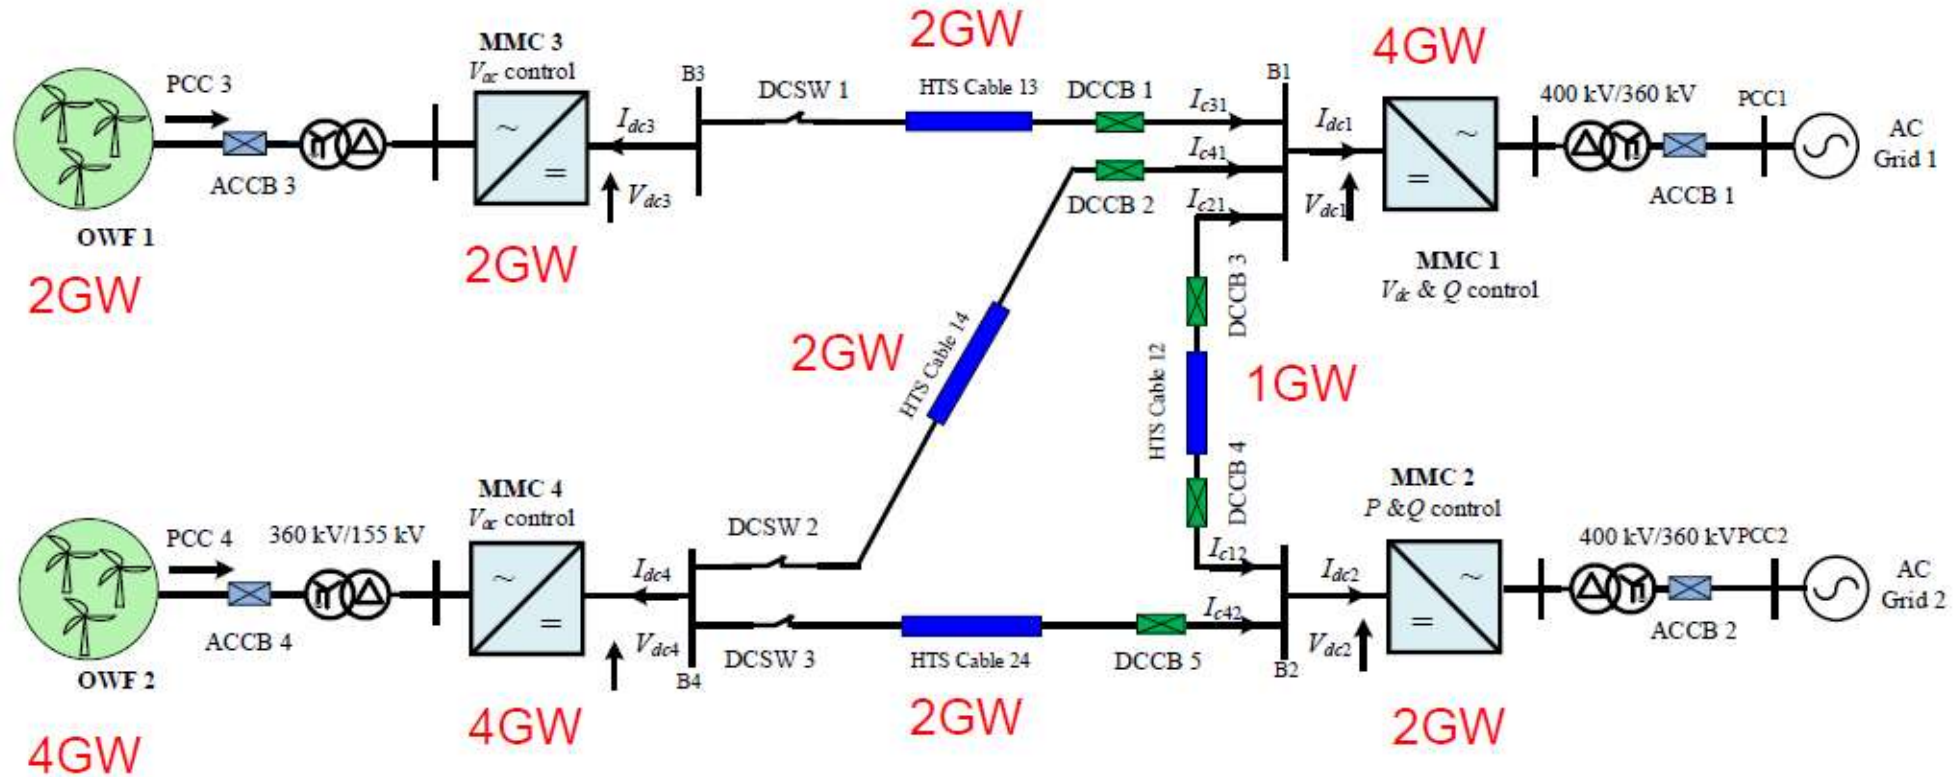 2GW
4GW
MMC 3
Vac control
PCC 3
B3
DCSW 1
HTS Cable 13
DCCB 1
Ic31
B1
400 kV/360 kV
PCC1
Idc3
~
=
Idc1
~
=
AC
Grid 1
ACCB 3
Vdc3
DCCB 2
Ic41
Ic21
Vdc1
ACCB 1
OWF 1
2GW
2GW
DCCB 3
MMC 1
Vdc & Q control
2GW
HTS Cable 14
HTS Cable 12
1GW
DCCB 4
MMC 4
Vac control
MMC 2
P &Q control
PCC 4
360 kV/155 kV
DCSW 2
400 kV/360 kV
PCC2
Ic12
Idc4
~
=
Idc2
~
=
AC
Grid 2
ACCB 4
Vdc4
DCSW 3
HTS Cable 24
Ic42
DCCB 5
B2
Vdc2
ACCB 2
OWF 2
B4
4GW
4GW
2GW
2GW